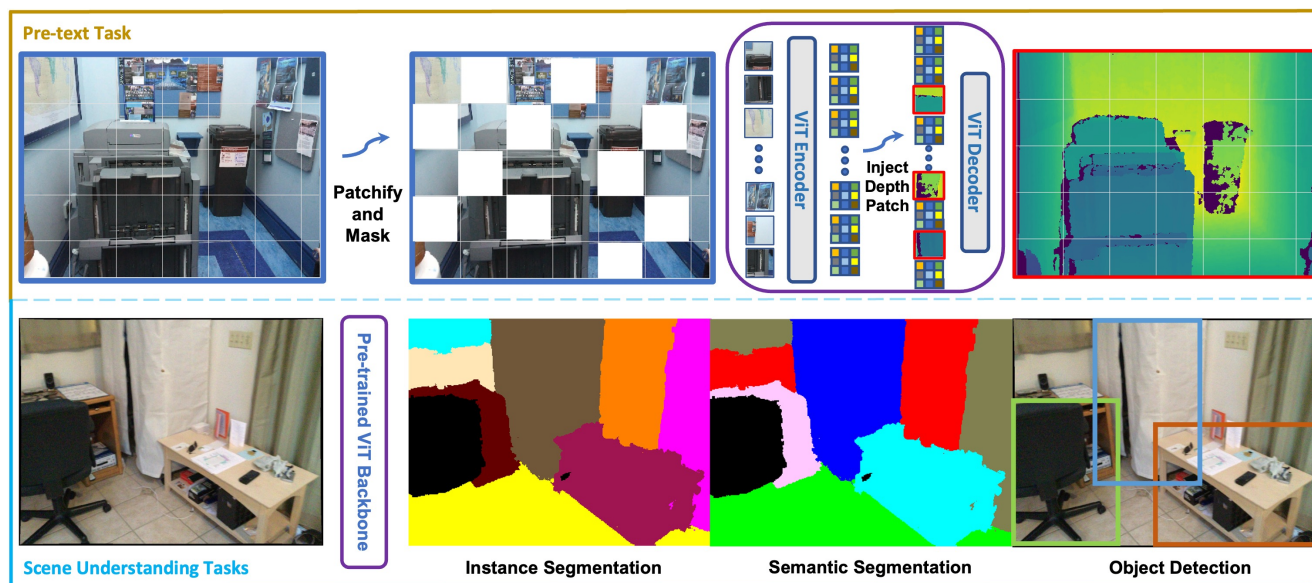 Pre-text Task
Patchify
and
Mask
ViT Encoder
Inject
Depth
Patch
ViT Decoder
Pre-trained ViT Backbone
Scene Understanding Tasks
Instance Segmentation
Semantic Segmentation
Object Detection